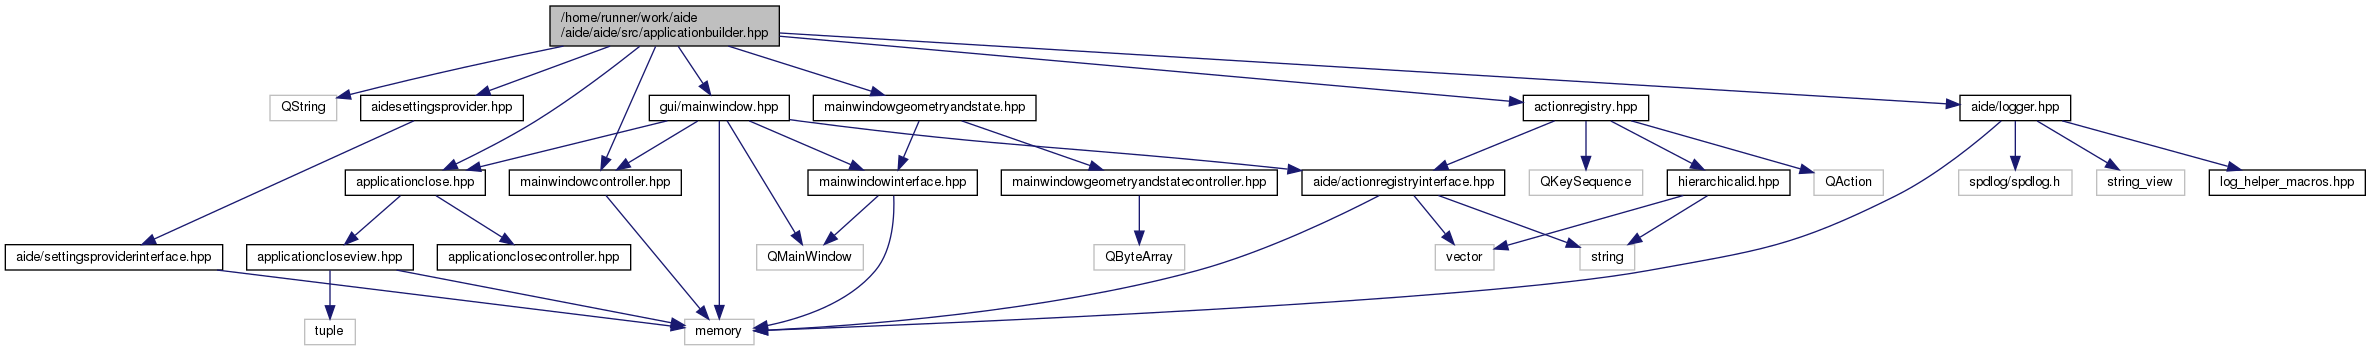 /home/runner/work/aide
/aide/aide/src/applicationbuilder.hpp
QString
aidesettingsprovider.hpp
gui/mainwindow.hpp
mainwindowgeometryandstate.hpp
actionregistry.hpp
aide/logger.hpp
applicationclose.hpp
mainwindowcontroller.hpp
mainwindowinterface.hpp
mainwindowgeometryandstatecontroller.hpp
aide/actionregistryinterface.hpp
QKeySequence
hierarchicalid.hpp
QAction
spdlog/spdlog.h
string_view
log_helper_macros.hpp
aide/settingsproviderinterface.hpp
applicationcloseview.hpp
applicationclosecontroller.hpp
QMainWindow
QByteArray
vector
string
tuple
memory